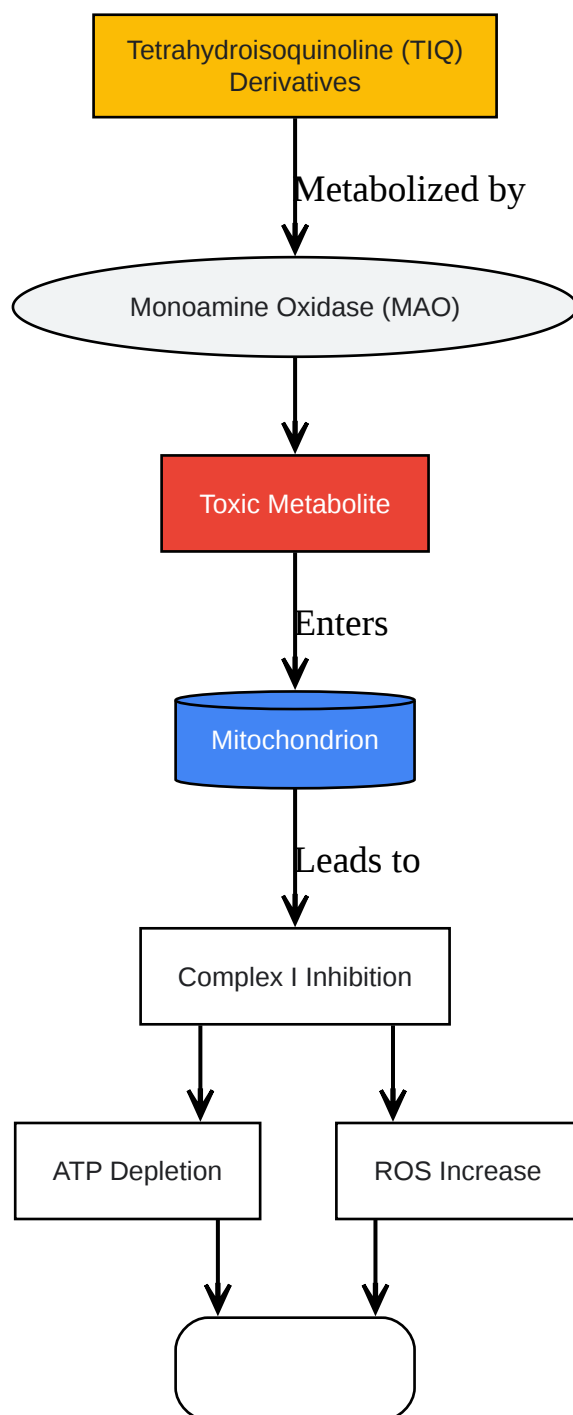 Tetrahydroisoquinoline (TIQ)
Derivatives
Metabolized by
Monoamine Oxidase (MAO)
Toxic Metabolite
Enters
Mitochondrion
Leads to
Complex I Inhibition
ATP Depletion
ROS Increase